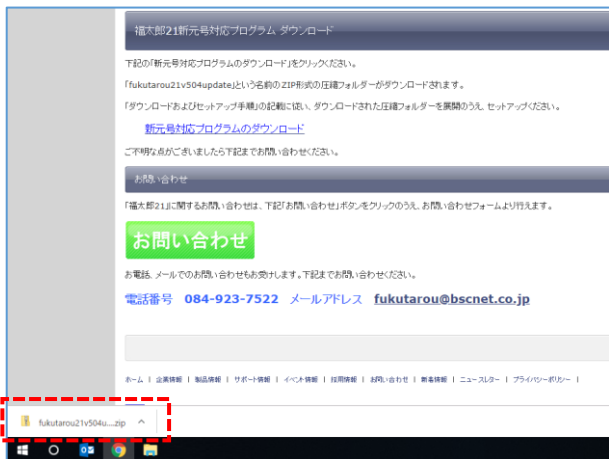 福太郎21新元号対応プログラム ダウンロード
下記の「新元号対応プログラムのダウンロード」をクリックください。
「fukutarou21v504update」という名前のZIP形式の圧縮フォルダーがダウンロードされます。
「ダウンロードおよびセットアップ手順」の記載に従い、ダウンロードされた圧縮フォルダーを展開のうえ、セットアップください。
新元号対応プログラムのダウンロード
ご不明な点がございましたら下記までお問い合わせください。
お問い合わせ
「福太郎21」に関するお問い合わせは、下記「お問い合わせ」ボタンをクリックのうえ、お問い合わせフォームより行えます。
お問い合わせ
お電話、メールでのお問い合わせもお受けします。下記までお問い合わせください。
電話番号 084-923-7522 メールアドレス fukutarou@bscnet.co.jp
ホーム | 企業情報 | 製品情報 | サポート情報 | イベント情報 | 採用情報 | お問い合わせ | 新着情報 | ニュースレター | プライバシーポリシー |
fukutarou21v504u....zip